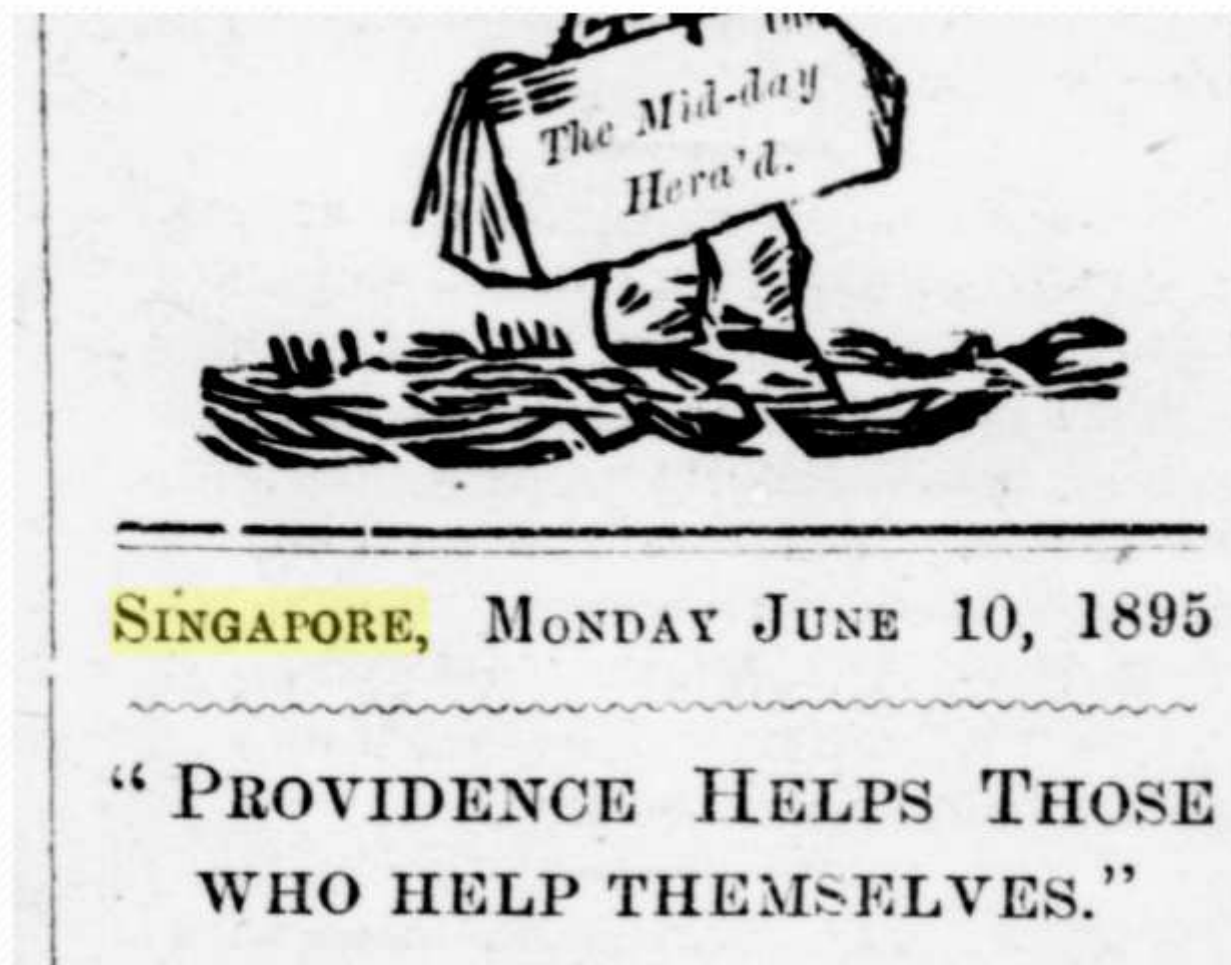 The Mid-day
Hera'd.
SINGAPORE, MONDAY JUNE 10, 1895
“ PROVIDENCE HELPS THOSE
WHO HELP THEMSELVES.”